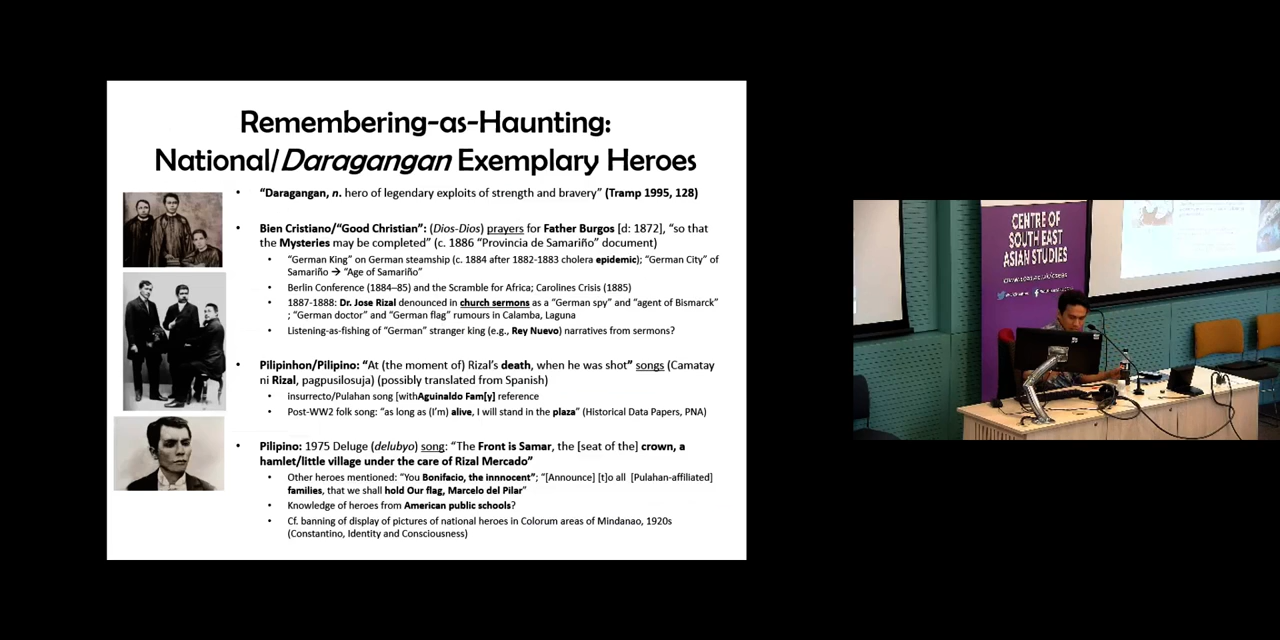 Remembering-as-Haunting:
National/Daragangan Exemplary Heroes
• "Daragangan, n. hero of legendary exploits of strength and bravery" (Tramp 1995, 128)
• Bien Cristiano/"Good Christian": (Dios-Dios) prayers for Father Burgos [d: 1872], "so that
the Mysteries may be completed" (c. 1886 "Provincia de Samariño" document)
• "German King" on German steamship (c. 1884 after 1882-1883 cholera epidemic); "German City" of
Samariño → "Age of Samariño"
• Berlin Conference (1884–85) and the Scramble for Africa; Carolines Crisis (1885)
• 1887-1888: Dr. Jose Rizal denounced in church sermons as a "German spy" and "agent of Bismarck"
; "German doctor" and "German flag" rumours in Calamba, Laguna
• Listening-as-fishing of "German" stranger king (e.g., Rey Nuevo) narratives from sermons?
• Pilipinhon/Pilipino: "At (the moment of) Rizal's death, when he was shot" songs (Camatay
ni Rizal, pagpusilosuja) (possibly translated from Spanish)
• insurrecto/Pulahan song [withAguinaldo Fam[y] reference
• Post-WW2 folk song: "as long as (I'm) alive, I will stand in the plaza" (Historical Data Papers, PNA)
• Pilipino: 1975 Deluge (delubyo) song: "The Front is Samar, the [seat of the] crown, a
hamlet/little village under the care of Rizal Mercado"
• Other heroes mentioned: "You Bonifacio, the innnocent"; "[Announce] [t]o all [Pulahan-affiliated]
families, that we shall hold Our flag, Marcelo del Pilar"
• Knowledge of heroes from American public schools?
• Cf. banning of display of pictures of national heroes in Colorum areas of Mindanao, 1920s
(Constantino, Identity and Consciousness)
CENTRE OF
SOUTH EAST
ASIAN STUDIES